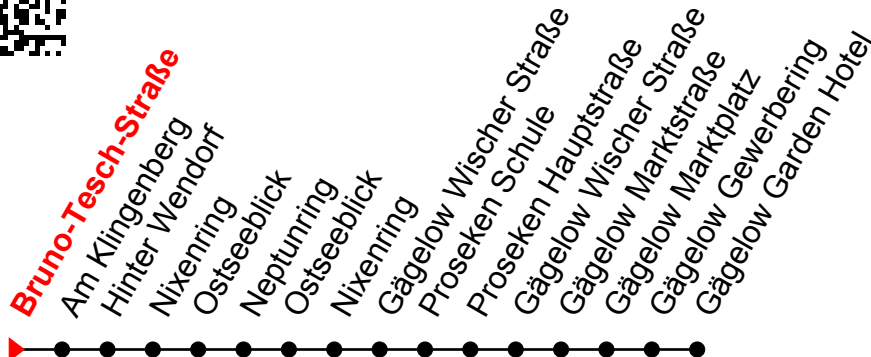 Bruno-Tesch-Straße
Am Klingenberg
Hinter Wendorf
Nixenring
Ostseeblick
Neptunring
Ostseeblick
Nixenring
Gägelow Wischer Straße
Proseken Schule
Proseken Hauptstraße
Gägelow Wischer Straße
Gägelow Marktstraße
Gägelow Marktplatz
Gägelow Gewerbering
Gägelow Garden Hotel